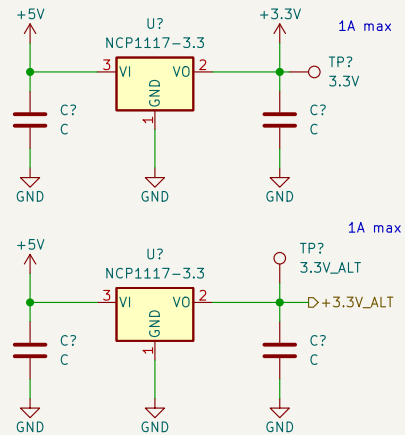 +5V
U?
NCP1117-3.3
+3.3V
1A max
3
VI
VO
2
GND
1
TP?
3.3V
C?
C
C?
C
GND
GND
GND
1A max
+5V
U?
NCP1117-3.3
TP?
3.3V_ALT
3
VI
VO
2
+3.3V_ALT
GND
1
C?
C
C?
C
GND
GND
GND